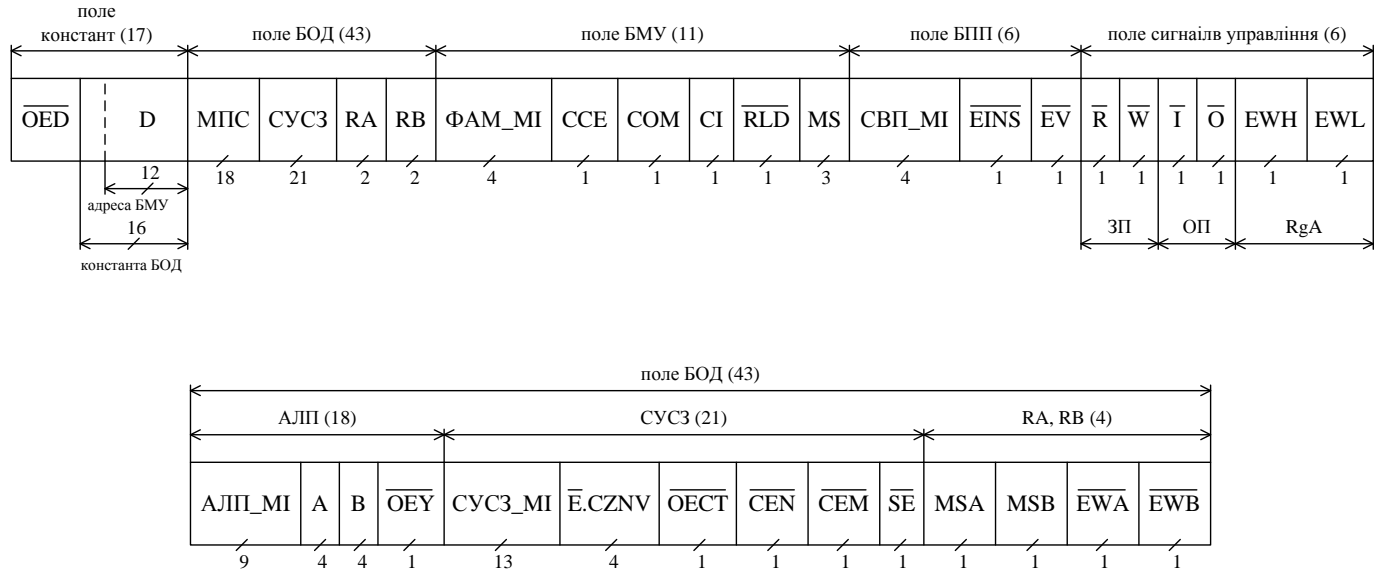 поле
констант (17)
поле БОД (43)
поле БМУ (11)
поле БПП (6)
поле сигнаілв управління (6)
OED D МПС СУСЗ RA RB ФАМ_МІ CCE COM CI RLD MS СВП_МІ EINS EV R W I O EWH EWL
12 18 21 2 2 4 1 1 1 1 3 4 1 1 1 1 1 1 1 1
адреса БМУ
16
константа БОД
ЗП ОП RgA
поле БОД (43)
АЛП (18) СУСЗ (21) RA, RB (4)
АЛП_МІ A B OEY СУСЗ_МІ E.CZNV OECT CEN CEM SE MSA MSB EWA EWB
9 4 4 1 13 4 1 1 1 1 1 1 1 1